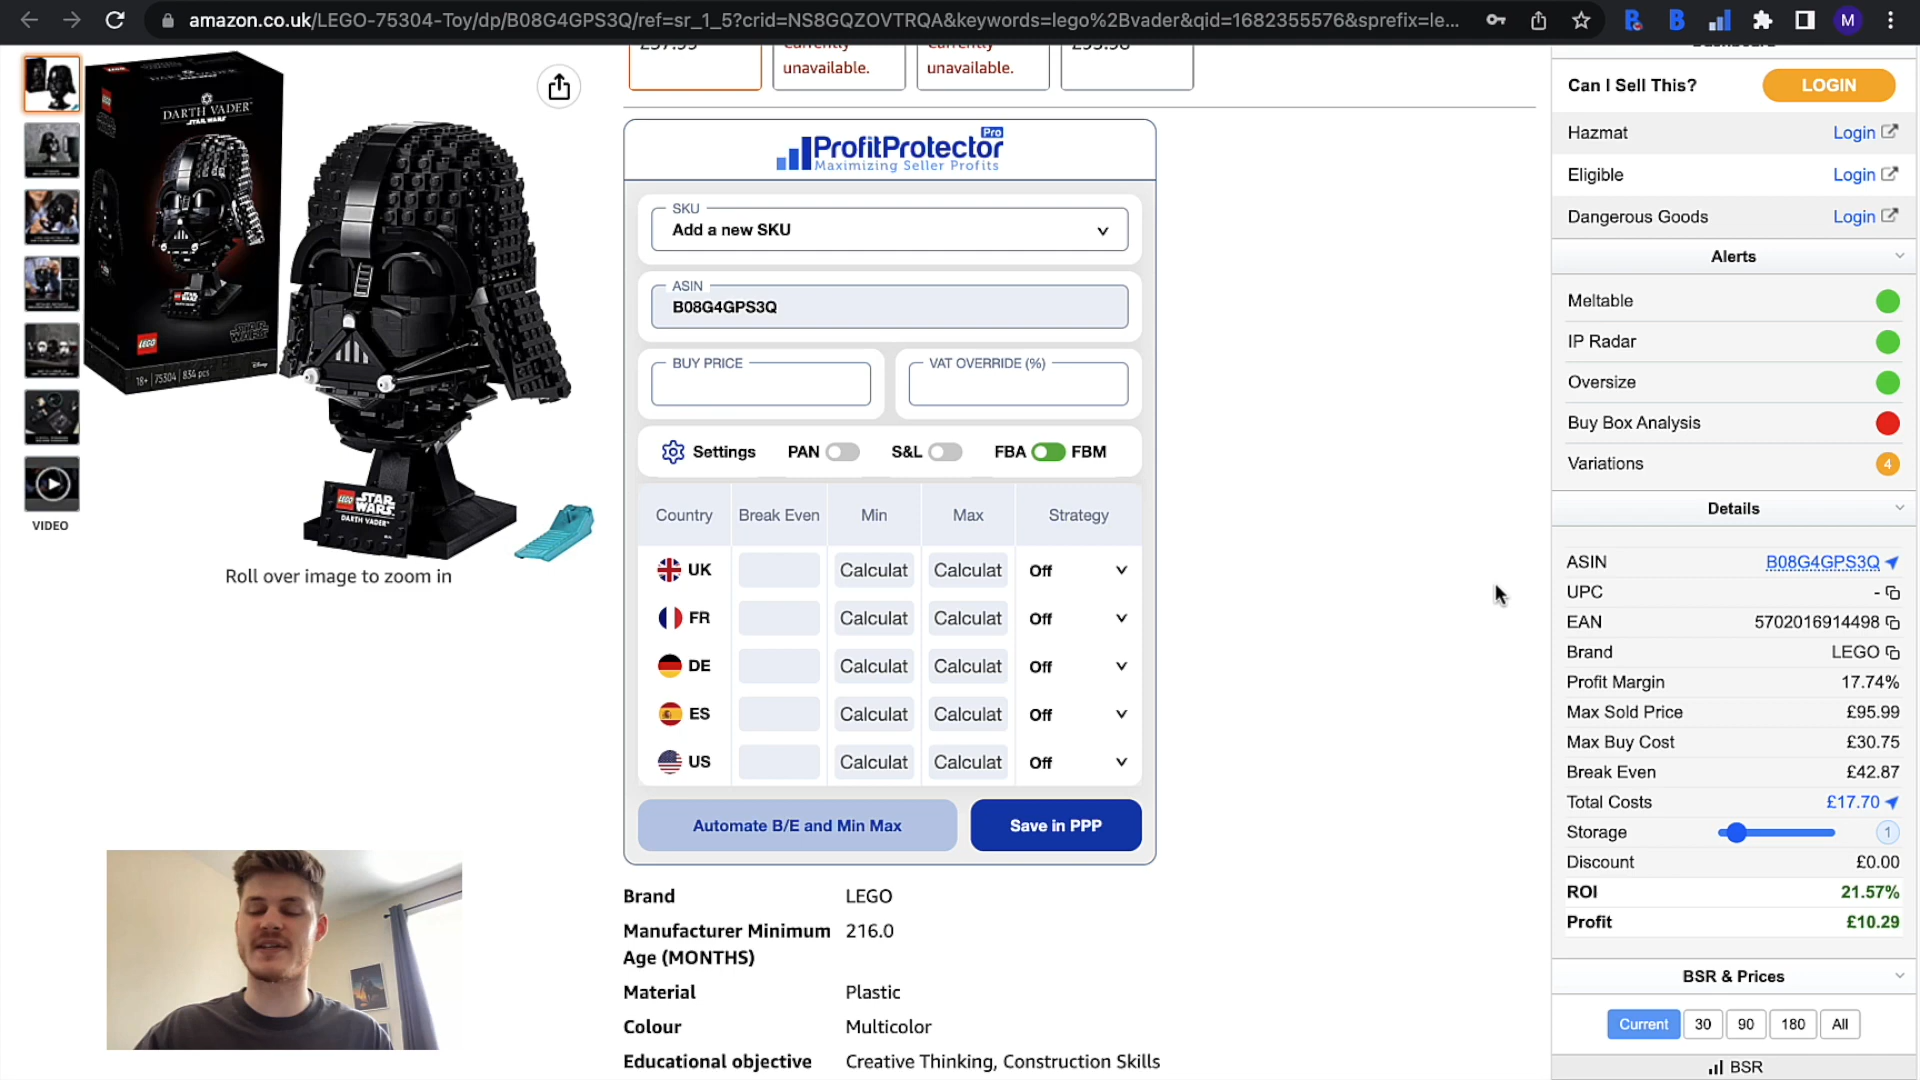 amazon.co.uk/LEGO-75304-Toy/dp/B08G4GPS3Q/ref=sr_1_5?crid=NS8GQZOVTRQA&keywords=lego%2Bvader&qid=1682355576&sprefix=le...
M
DARTH VADER
STAR WARS
LEGO
18+ 75304 834 pcs
Disney
LEGO STAR WARS
DARTH VADER
VIDEO
Roll over image to zoom in
Currently unavailable.
Currently unavailable.
ProfitProtector Pro
Maximizing Seller Profits
SKU
Add a new SKU
ASIN
B08G4GPS3Q
BUY PRICE
VAT OVERRIDE (%)
Settings PAN S&L FBA FBM
Country Break Even Min Max Strategy
UK Calculat Calculat Off
FR Calculat Calculat Off
DE Calculat Calculat Off
ES Calculat Calculat Off
US Calculat Calculat Off
Automate B/E and Min Max Save in PPP
Brand LEGO
Manufacturer Minimum 216.0
Age (MONTHS)
Material Plastic
Colour Multicolor
Educational objective Creative Thinking, Construction Skills
Can I Sell This? LOGIN
Hazmat Login
Eligible Login
Dangerous Goods Login
Alerts
Meltable
IP Radar
Oversize
Buy Box Analysis
Variations 4
Details
ASIN B08G4GPS3Q
UPC -
EAN 5702016914498
Brand LEGO
Profit Margin 17.74%
Max Sold Price £95.99
Max Buy Cost £30.75
Break Even £42.87
Total Costs £17.70
Storage 1
Discount £0.00
ROI 21.57%
Profit £10.29
BSR & Prices
Current 30 90 180 All
BSR